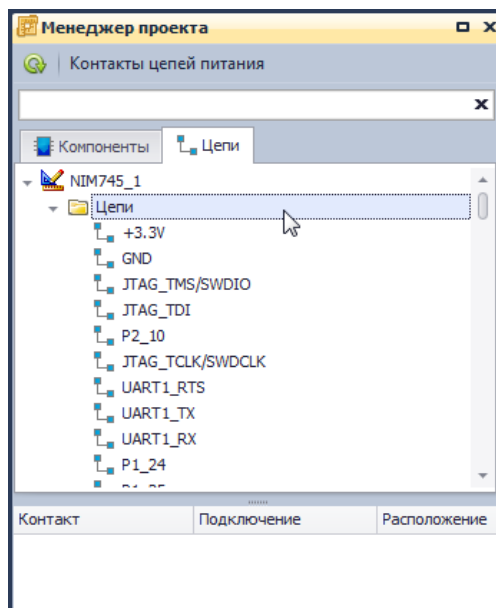 Менеджер проекта
Контакты цепей питания
Компоненты Цепи
NIM745_1
Цепи
+3.3V
GND
JTAG_TMS/SWDIO
JTAG_TDI
P2_10
JTAG_TCLK/SWDCLK
UART1_RTS
UART1_TX
UART1_RX
P1_24
Контакт Подключение Расположение